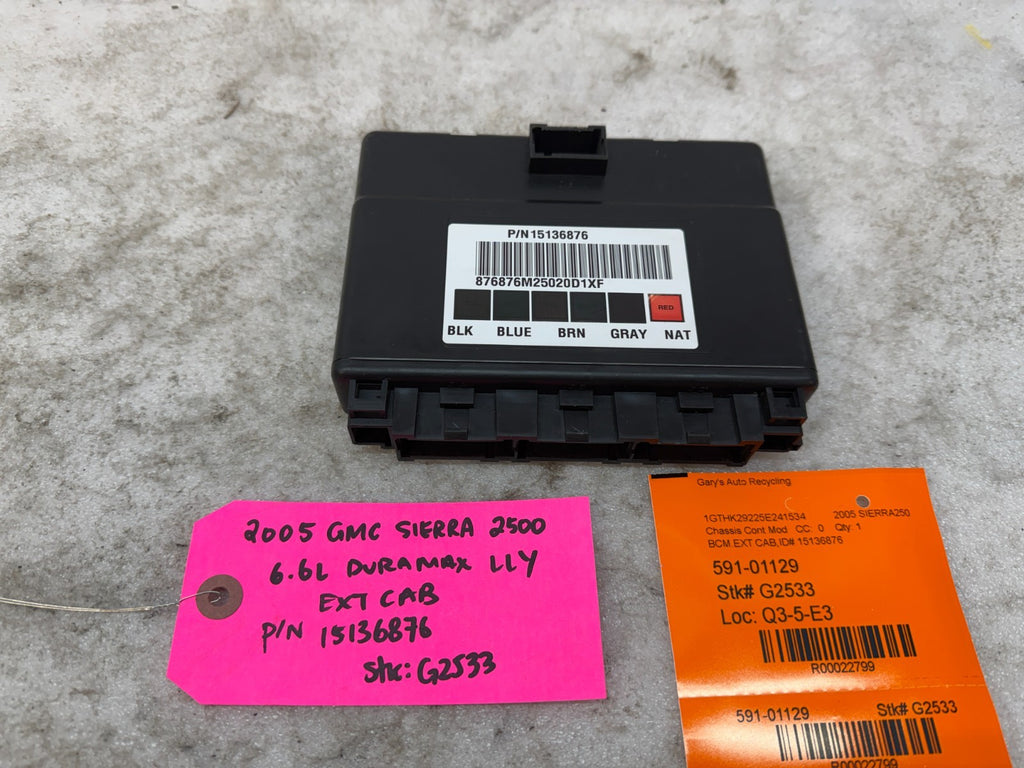 P/N15136876
876876M25020D1XF
RED
BLK BLUE BRN GRAY NAT
2005 GMC SIERRA 2500
6.6L DURAMAX LLY
EXT CAB
P/N 15136876
Stk: G2533
Gary's Auto Recycling
1GTHK29225E241534 2005 SIERRA250
Chassis Cont Mod CC: 0 Qty: 1
BCM EXT CAB,ID# 15136876
591-01129
Stk# G2533
Loc: Q3-5-E3
R00022799
591-01129 Stk# G2533
R00022799